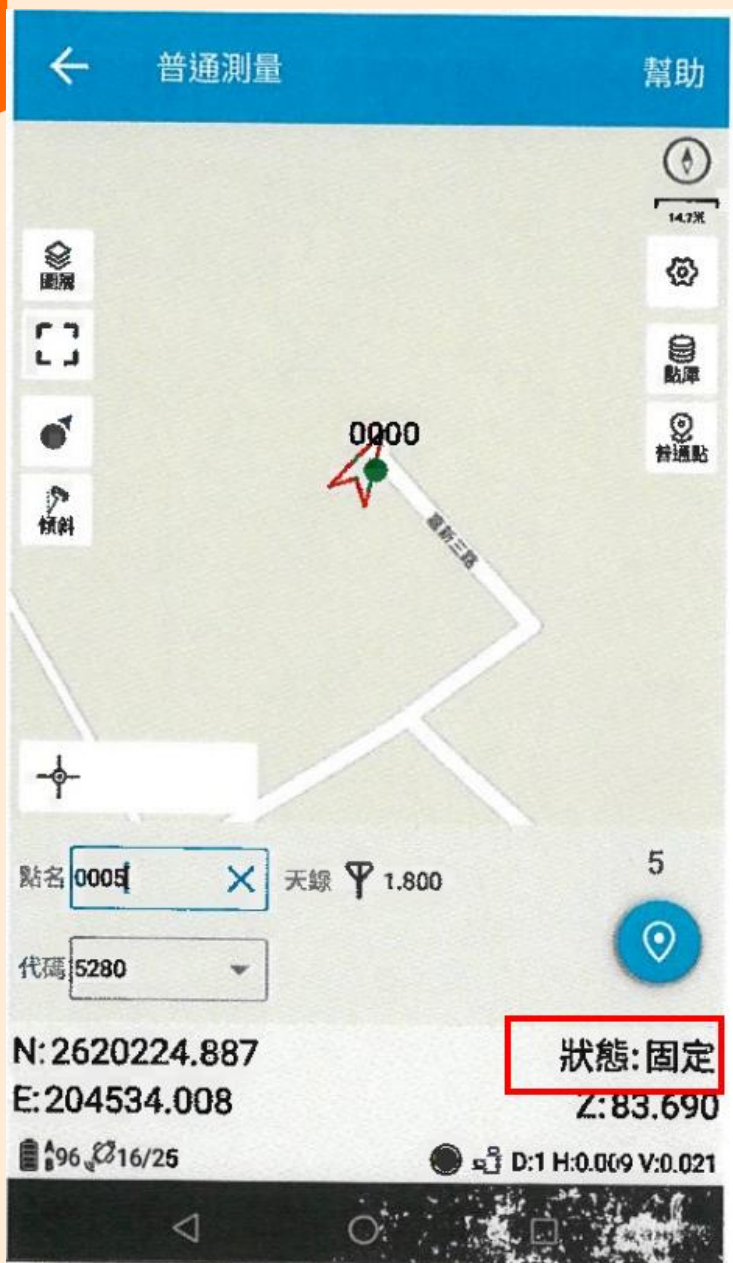 普通測量 幫助
14.7米
圖層
點庫
普通點
傾斜
0000
點名 0005 天線 1.800 5
代碼 5280
N:2620224.887 狀態:固定
E:204534.008 Z:83.690
A B 96 16/25 D:1 H:0.009 V:0.021